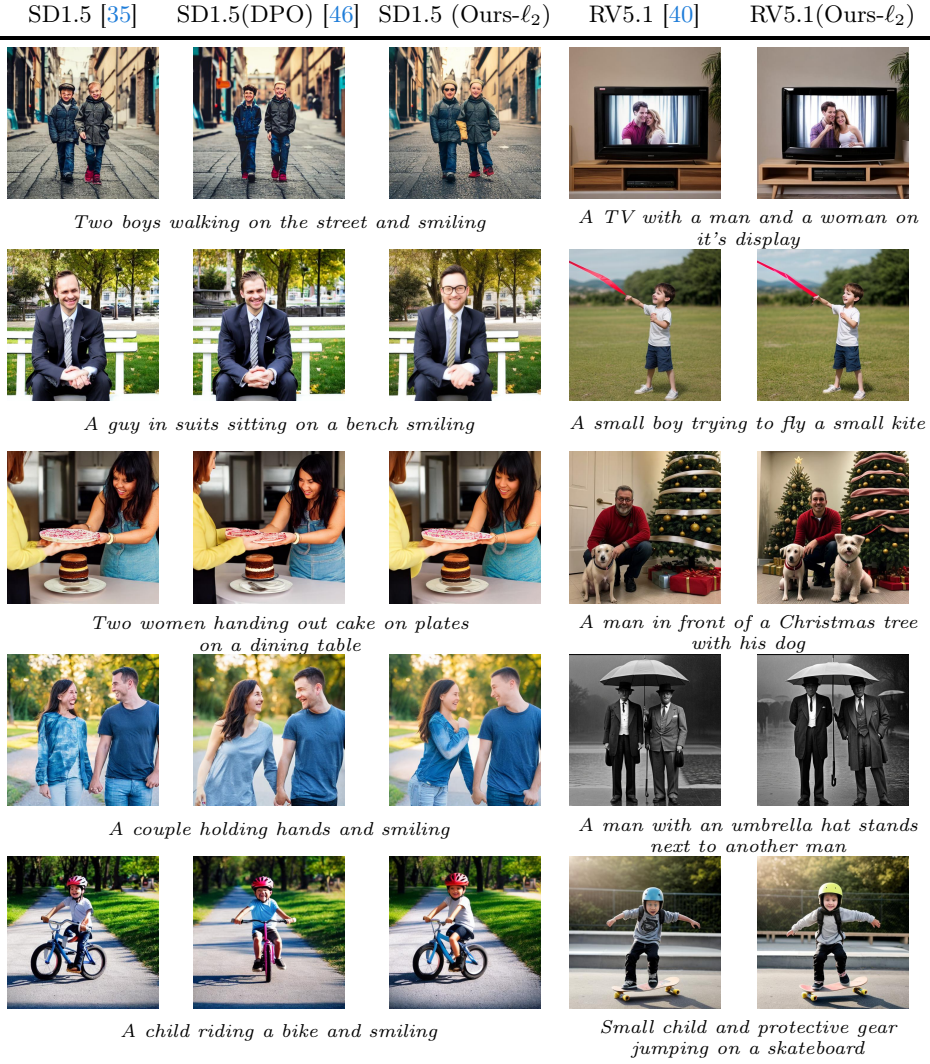 SD1.5 [35] SD1.5(DPO) [46] SD1.5 (Ours-ℓ₂) RV5.1 [40] RV5.1(Ours-ℓ₂)
Two boys walking on the street and smiling
A TV with a man and a woman on
it's display
A guy in suits sitting on a bench smiling
A small boy trying to fly a small kite
Two women handing out cake on plates
on a dining table
A man in front of a Christmas tree
with his dog
A couple holding hands and smiling
A man with an umbrella hat stands
next to another man
A child riding a bike and smiling
Small child and protective gear
jumping on a skateboard